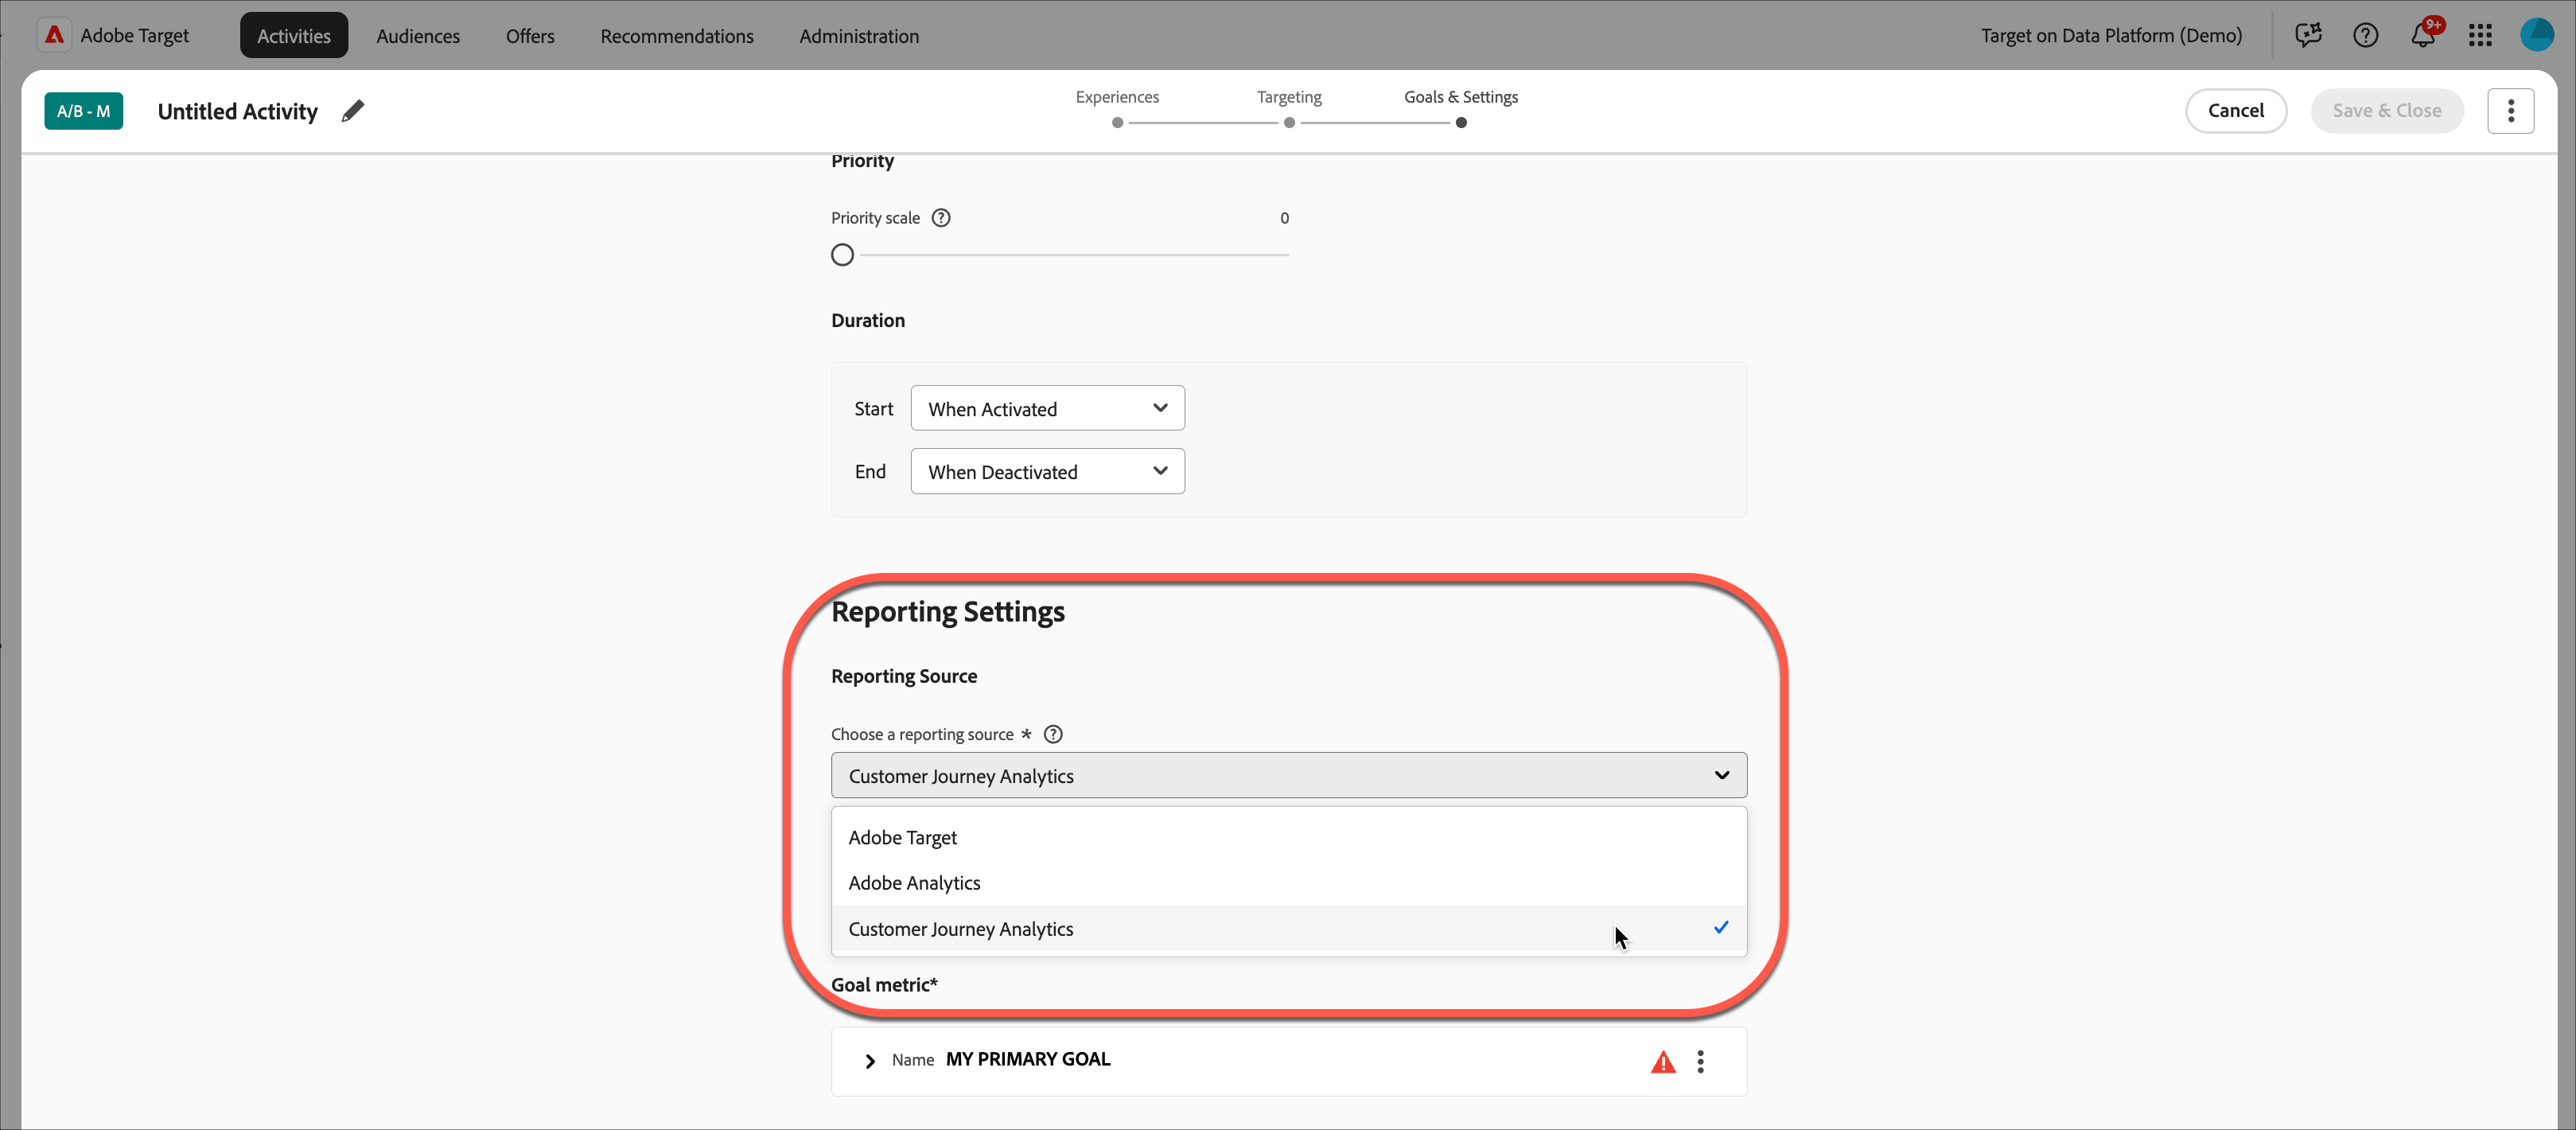 Adobe Target
Activities
Audiences
Offers
Recommendations
Administration
Target on Data Platform (Demo)
9+
A/B - M
Untitled Activity
Experiences
Targeting
Goals & Settings
Cancel
Save & Close
Priority
Priority scale
0
Duration
Start
When Activated
End
When Deactivated
Reporting Settings
Reporting Source
Choose a reporting source *
Customer Journey Analytics
Adobe Target
Adobe Analytics
Customer Journey Analytics
Goal metric*
Name MY PRIMARY GOAL